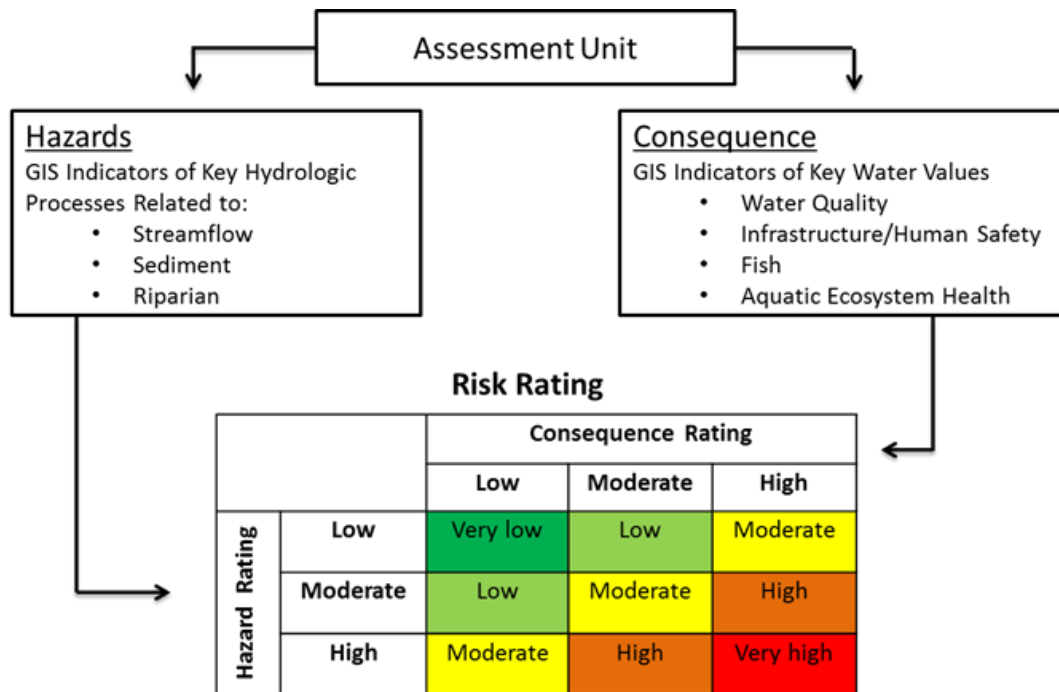 Assessment Unit
Hazards
GIS Indicators of Key Hydrologic
Processes Related to:
• Streamflow
• Sediment
• Riparian
Consequence
GIS Indicators of Key Water Values
• Water Quality
• Infrastructure/Human Safety
• Fish
• Aquatic Ecosystem Health
Risk Rating
Consequence Rating
Low Moderate High
Hazard Rating
Low Very low Low Moderate
Moderate Low Moderate High
High Moderate High Very high